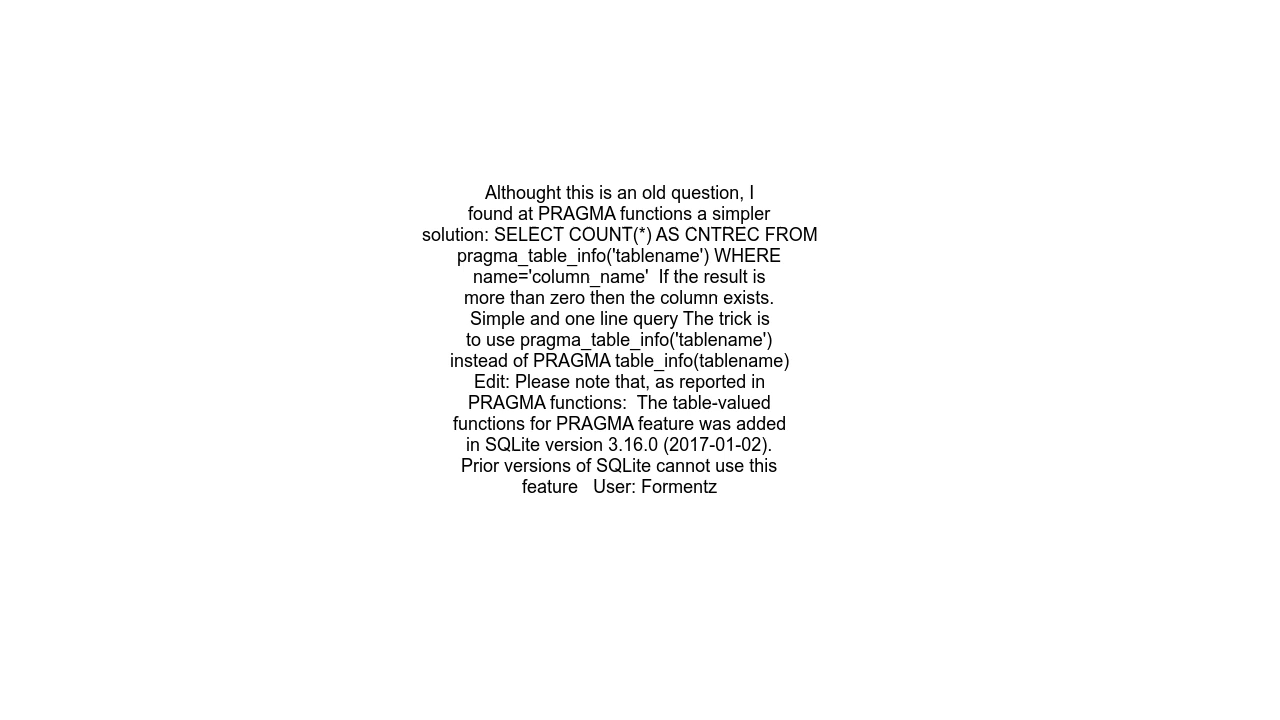 Althought this is an old question, I
found at PRAGMA functions a simpler
solution: SELECT COUNT(*) AS CNTREC FROM
pragma_table_info('tablename') WHERE
name='column_name'  If the result is
more than zero then the column exists.
Simple and one line query The trick is
to use pragma_table_info('tablename')
instead of PRAGMA table_info(tablename)
Edit: Please note that, as reported in
PRAGMA functions:  The table-valued
functions for PRAGMA feature was added
in SQLite version 3.16.0 (2017-01-02).
Prior versions of SQLite cannot use this
feature   User: Formentz